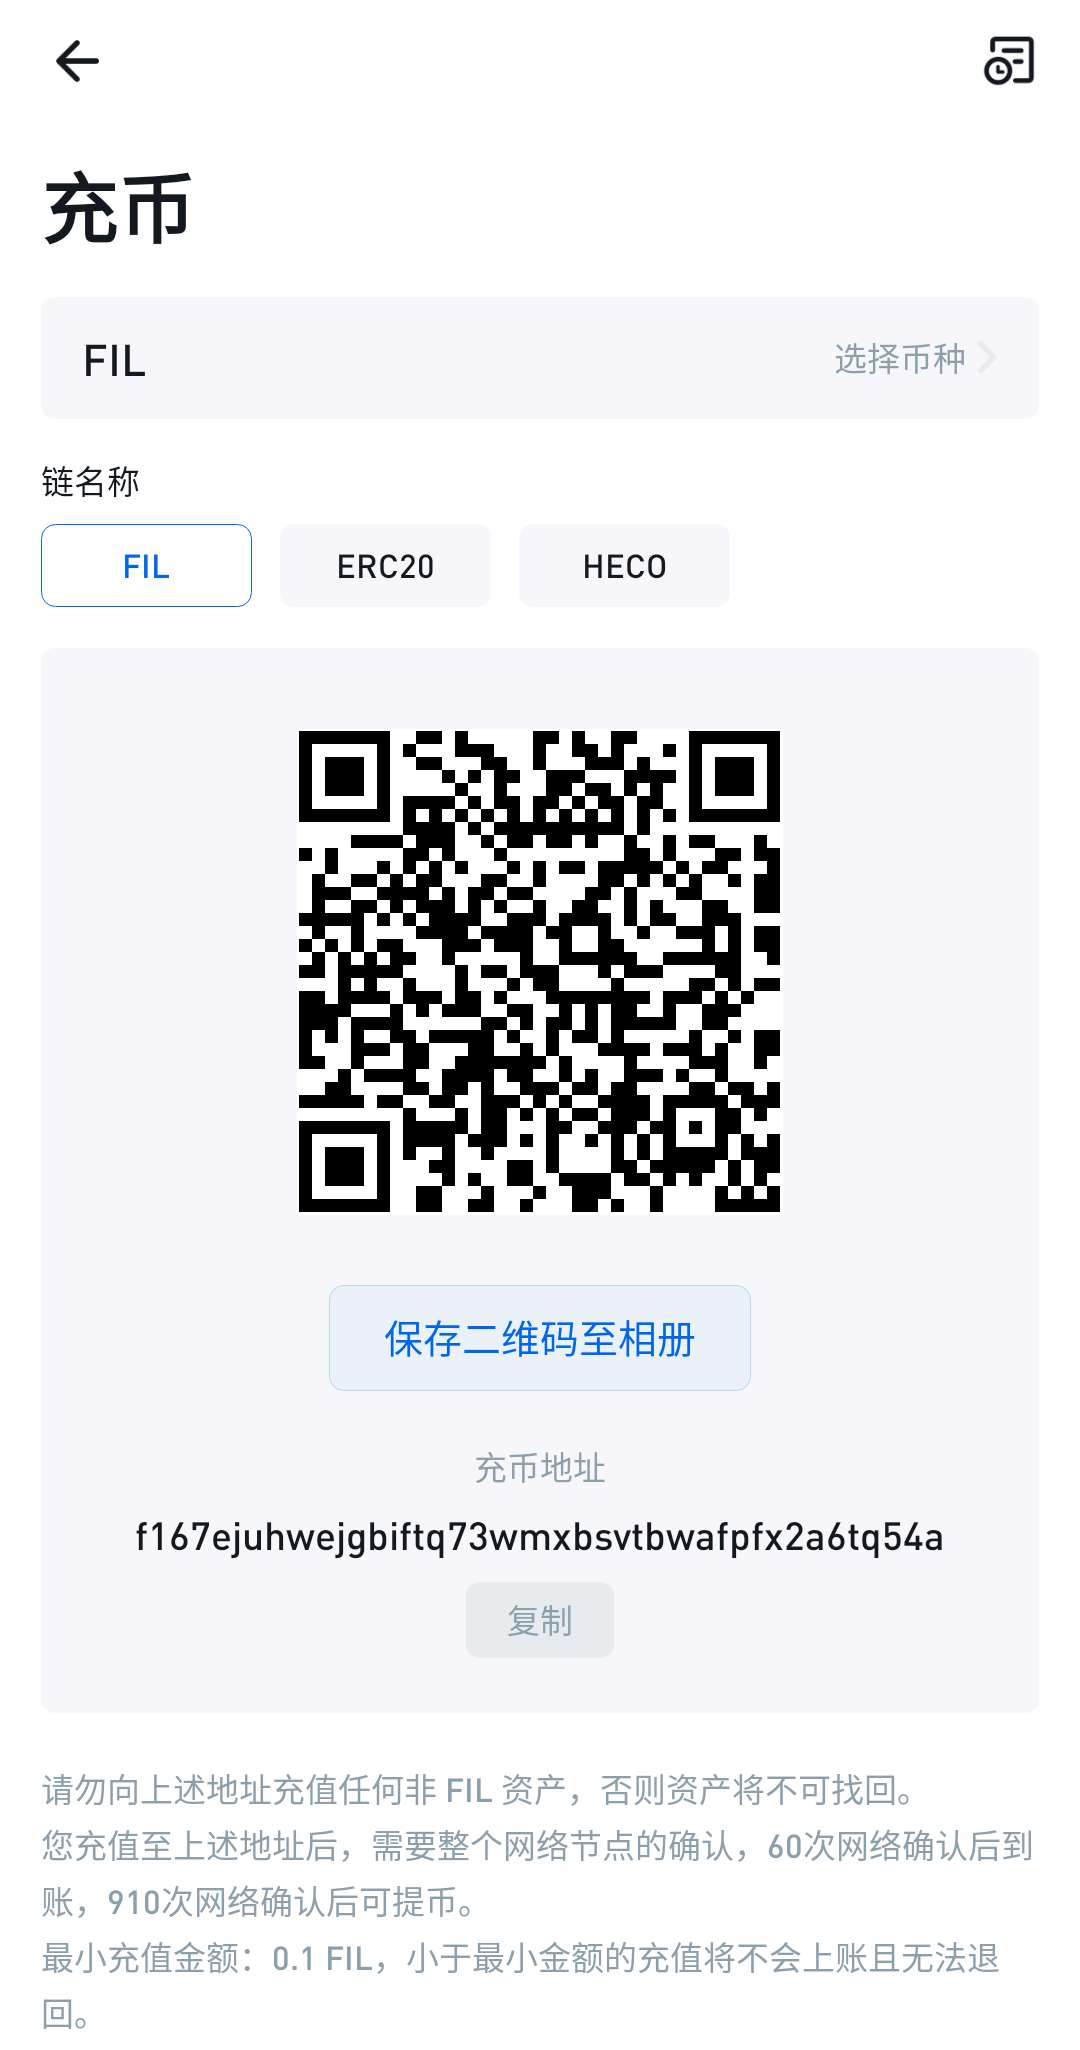 充币
FIL 选择币种
链名称
FIL ERC20 HECO
保存二维码至相册
充币地址
f167ejuhwejgbiftq73wmxbsvtbwafpfx2a6tq54a
复制
请勿向上述地址充值任何非 FIL 资产，否则资产将不可找回。
您充值至上述地址后，需要整个网络节点的确认，60次网络确认后到
账，910次网络确认后可提币。
最小充值金额：0.1 FIL，小于最小金额的充值将不会上账且无法退
回。